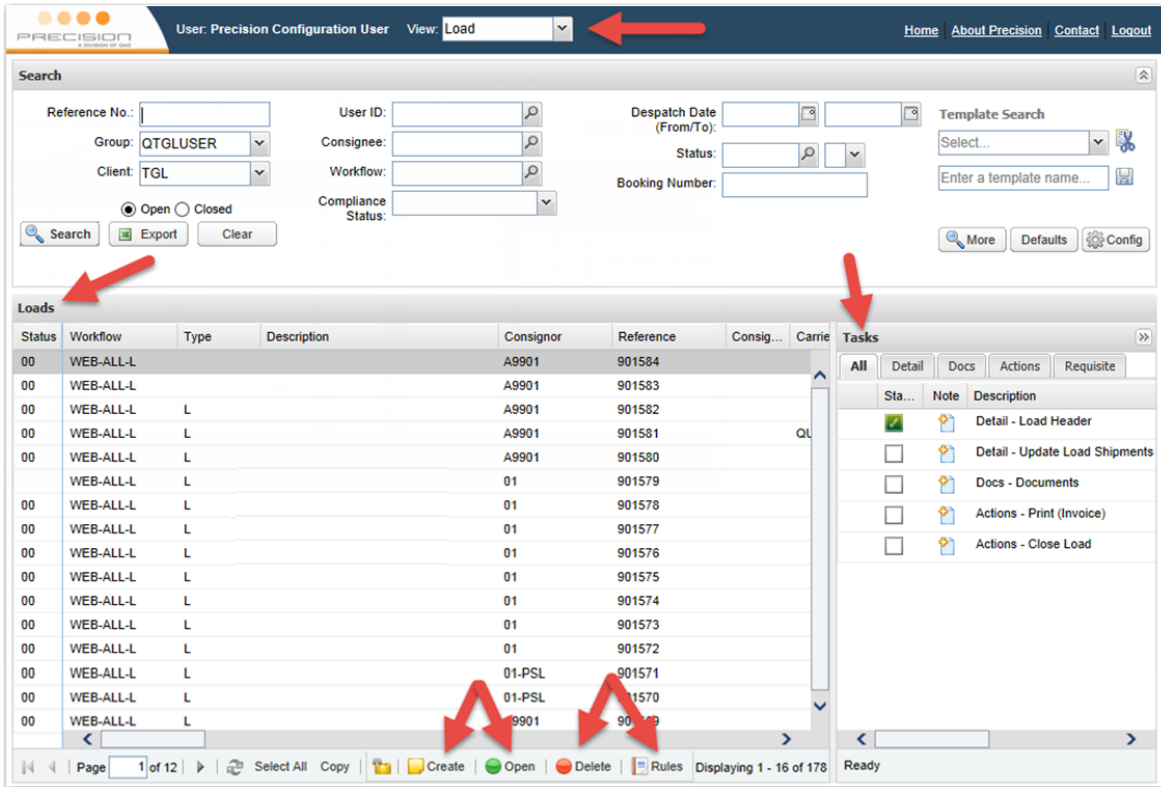 PRECISION
A DIVISION OF QAD
User: Precision Configuration User View: Load
Home About Precision Contact Logout
Search
Reference No.:
Group: QTGLUSER
Client: TGL
Open Closed
Search Export Clear
User ID:
Consignee:
Workflow:
Compliance Status:
Despatch Date (From/To):
Status:
Booking Number:
Template Search
Select...
Enter a template name...
More Defaults Config
Loads
Status Workflow Type Description Consignor Reference Consig... Carrie
00 WEB-ALL-L A9901 901584
00 WEB-ALL-L A9901 901583
00 WEB-ALL-L L A9901 901582
00 WEB-ALL-L L A9901 901581 QU
00 WEB-ALL-L L A9901 901580
WEB-ALL-L L 01 901579
00 WEB-ALL-L L 01 901578
00 WEB-ALL-L L 01 901577
00 WEB-ALL-L L 01 901576
00 WEB-ALL-L L 01 901575
00 WEB-ALL-L L 01 901574
00 WEB-ALL-L L 01 901573
00 WEB-ALL-L L 01 901572
00 WEB-ALL-L L 01-PSL 901571
00 WEB-ALL-L L 01-PSL
00 WEB-ALL-L L
Page 1 of 12 Select All Copy Create Open Delete Rules Displaying 1 - 16 of 178
Tasks
All Detail Docs Actions Requisite
Sta... Note Description
Detail - Load Header
Detail - Update Load Shipments
Docs - Documents
Actions - Print (Invoice)
Actions - Close Load
Ready